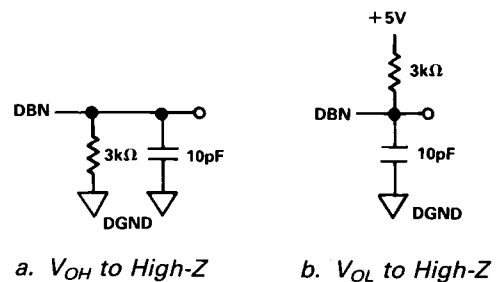 +5V
3kΩ
DBN
3kΩ
10pF
DGND
DBN
10pF
DGND
a. VOH to High-Z
b. VOL to High-Z